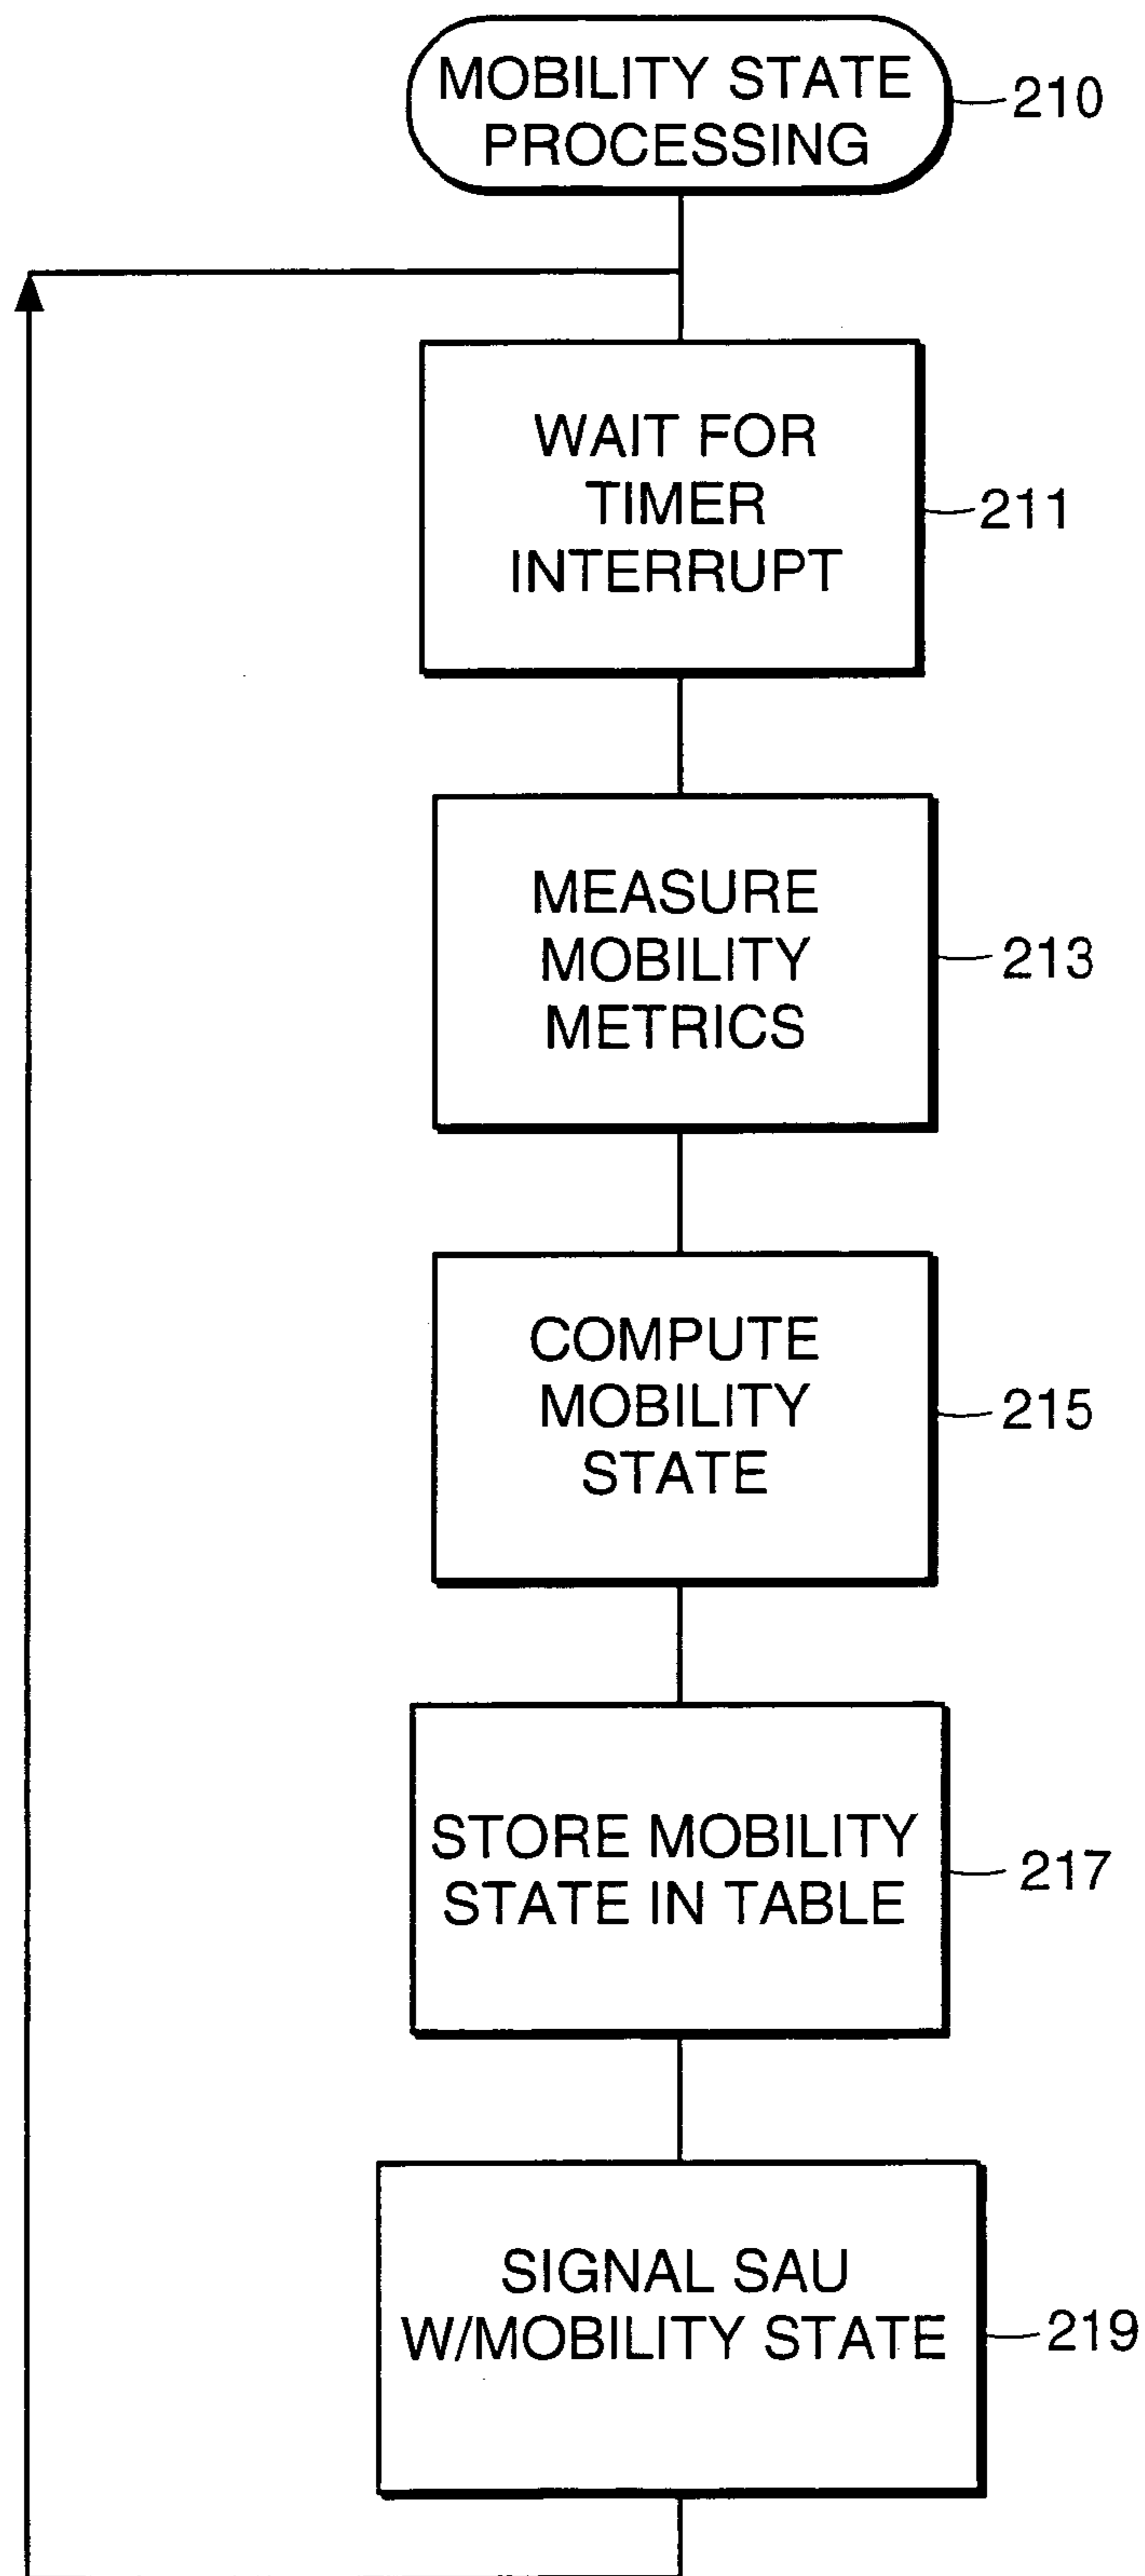 MOBILITY STATE
PROCESSING
210
WAIT FOR
TIMER
INTERRUPT
211
MEASURE
MOBILITY
METRICS
213
COMPUTE
MOBILITY
STATE
215
STORE MOBILITY
STATE IN TABLE
217
SIGNAL SAU
W/MOBILITY STATE
219